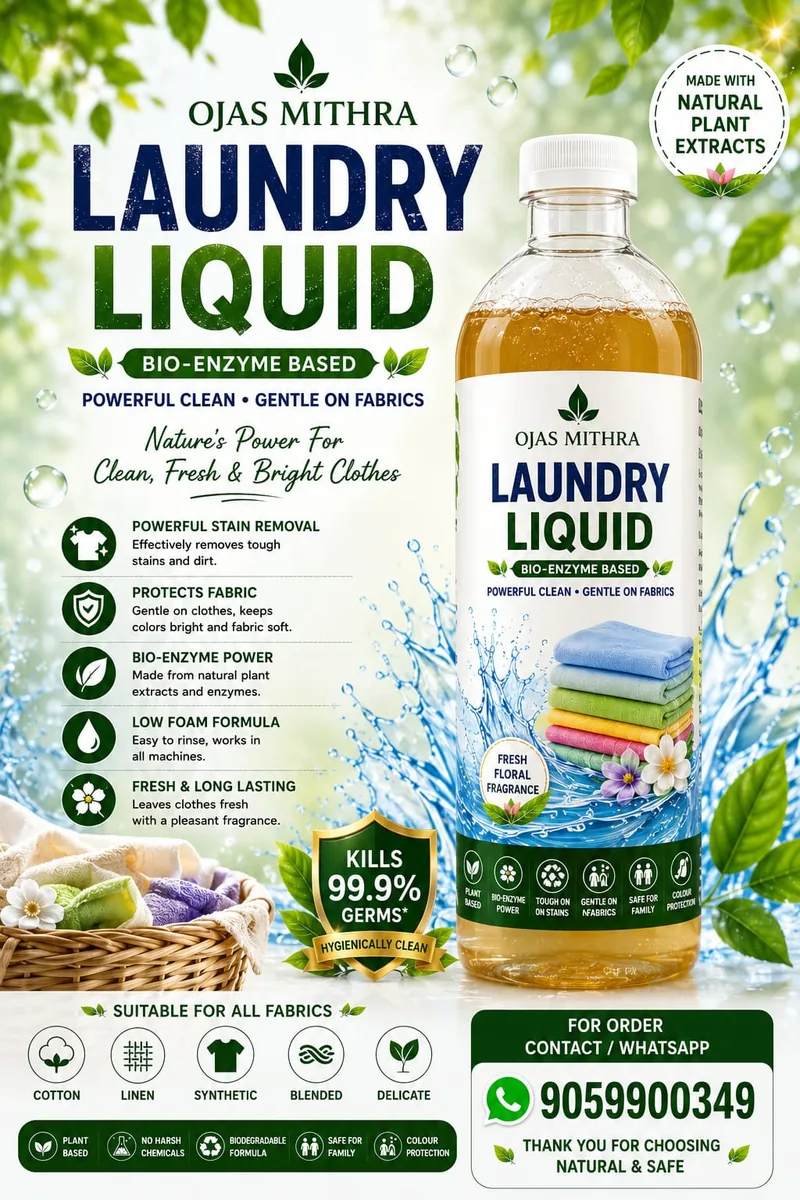 OJAS MITHRA
LAUNDRY
LIQUID
BIO-ENZYME BASED
POWERFUL CLEAN • GENTLE ON FABRICS
Nature's Power For
Clean, Fresh & Bright Clothes
MADE WITH
NATURAL
PLANT
EXTRACTS
POWERFUL STAIN REMOVAL
Effectively removes tough
stains and dirt.
PROTECTS FABRIC
Gentle on clothes, keeps
colors bright and fabric soft.
BIO-ENZYME POWER
Made from natural plant
extracts and enzymes.
LOW FOAM FORMULA
Easy to rinse, works in
all machines.
FRESH & LONG LASTING
Leaves clothes fresh
with a pleasant fragrance.
KILLS
99.9%
GERMS*
HYGIENICALLY CLEAN
OJAS MITHRA
LAUNDRY
LIQUID
BIO-ENZYME BASED
POWERFUL CLEAN • GENTLE ON FABRICS
FRESH
FLORAL
FRAGRANCE
PLANT
BASED
BIO-ENZYME
POWER
TOUGH ON
ON STAINS
GENTLE ON
NFABRICS
SAFE FOR
FAMILY
COLOUR
PROTECTION
SUITABLE FOR ALL FABRICS
COTTON
LINEN
SYNTHETIC
BLENDED
DELICATE
PLANT
BASED
NO HARSH
CHEMICALS
BIODEGRADABLE
FORMULA
SAFE FOR
FAMILY
COLOUR
PROTECTION
FOR ORDER
CONTACT / WHATSAPP
9059900349
THANK YOU FOR CHOOSING
NATURAL & SAFE